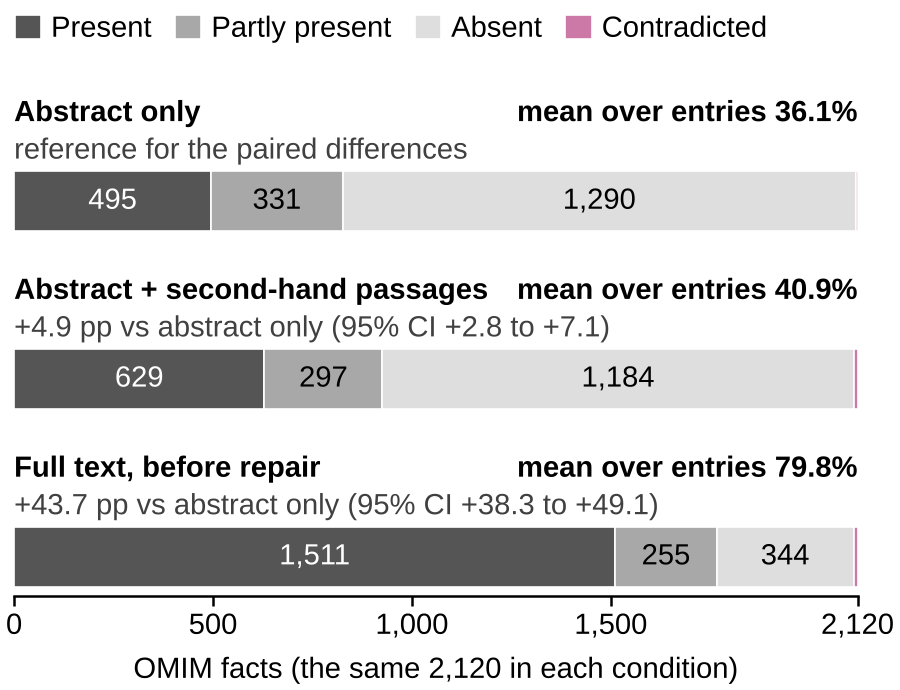 Present Partly present Absent Contradicted
Abstract only mean over entries 36.1%
reference for the paired differences
495 331 1,290
Abstract + second-hand passages mean over entries 40.9%
+4.9 pp vs abstract only (95% CI +2.8 to +7.1)
629 297 1,184
Full text, before repair mean over entries 79.8%
+43.7 pp vs abstract only (95% CI +38.3 to +49.1)
1,511 255 344
0 500 1,000 1,500 2,120
OMIM facts (the same 2,120 in each condition)